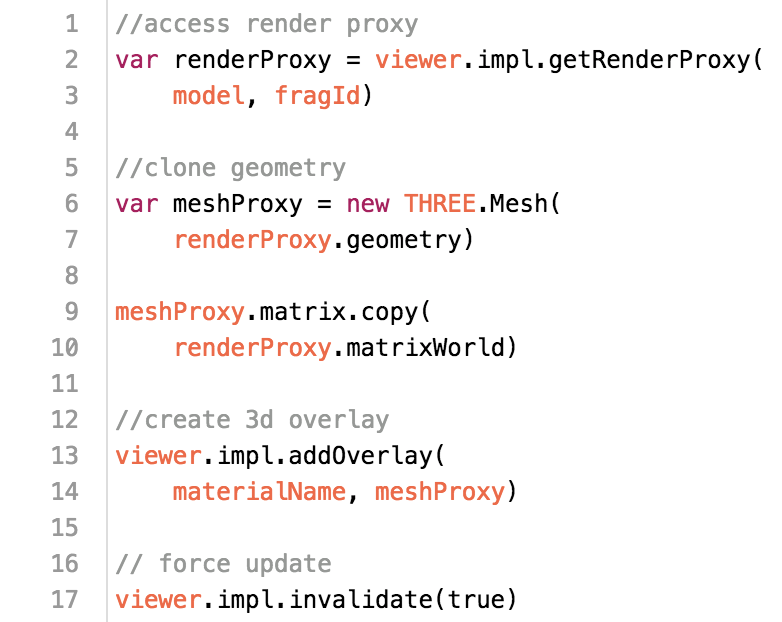 1 //access render proxy
2 var renderProxy = viewer.impl.getRenderProxy(
3     model, fragId)
4
5 //clone geometry
6 var meshProxy = new THREE.Mesh(
7     renderProxy.geometry)
8
9 meshProxy.matrix.copy(
10     renderProxy.matrixWorld)
11
12 //create 3d overlay
13 viewer.impl.addOverlay(
14     materialName, meshProxy)
15
16 // force update
17 viewer.impl.invalidate(true)